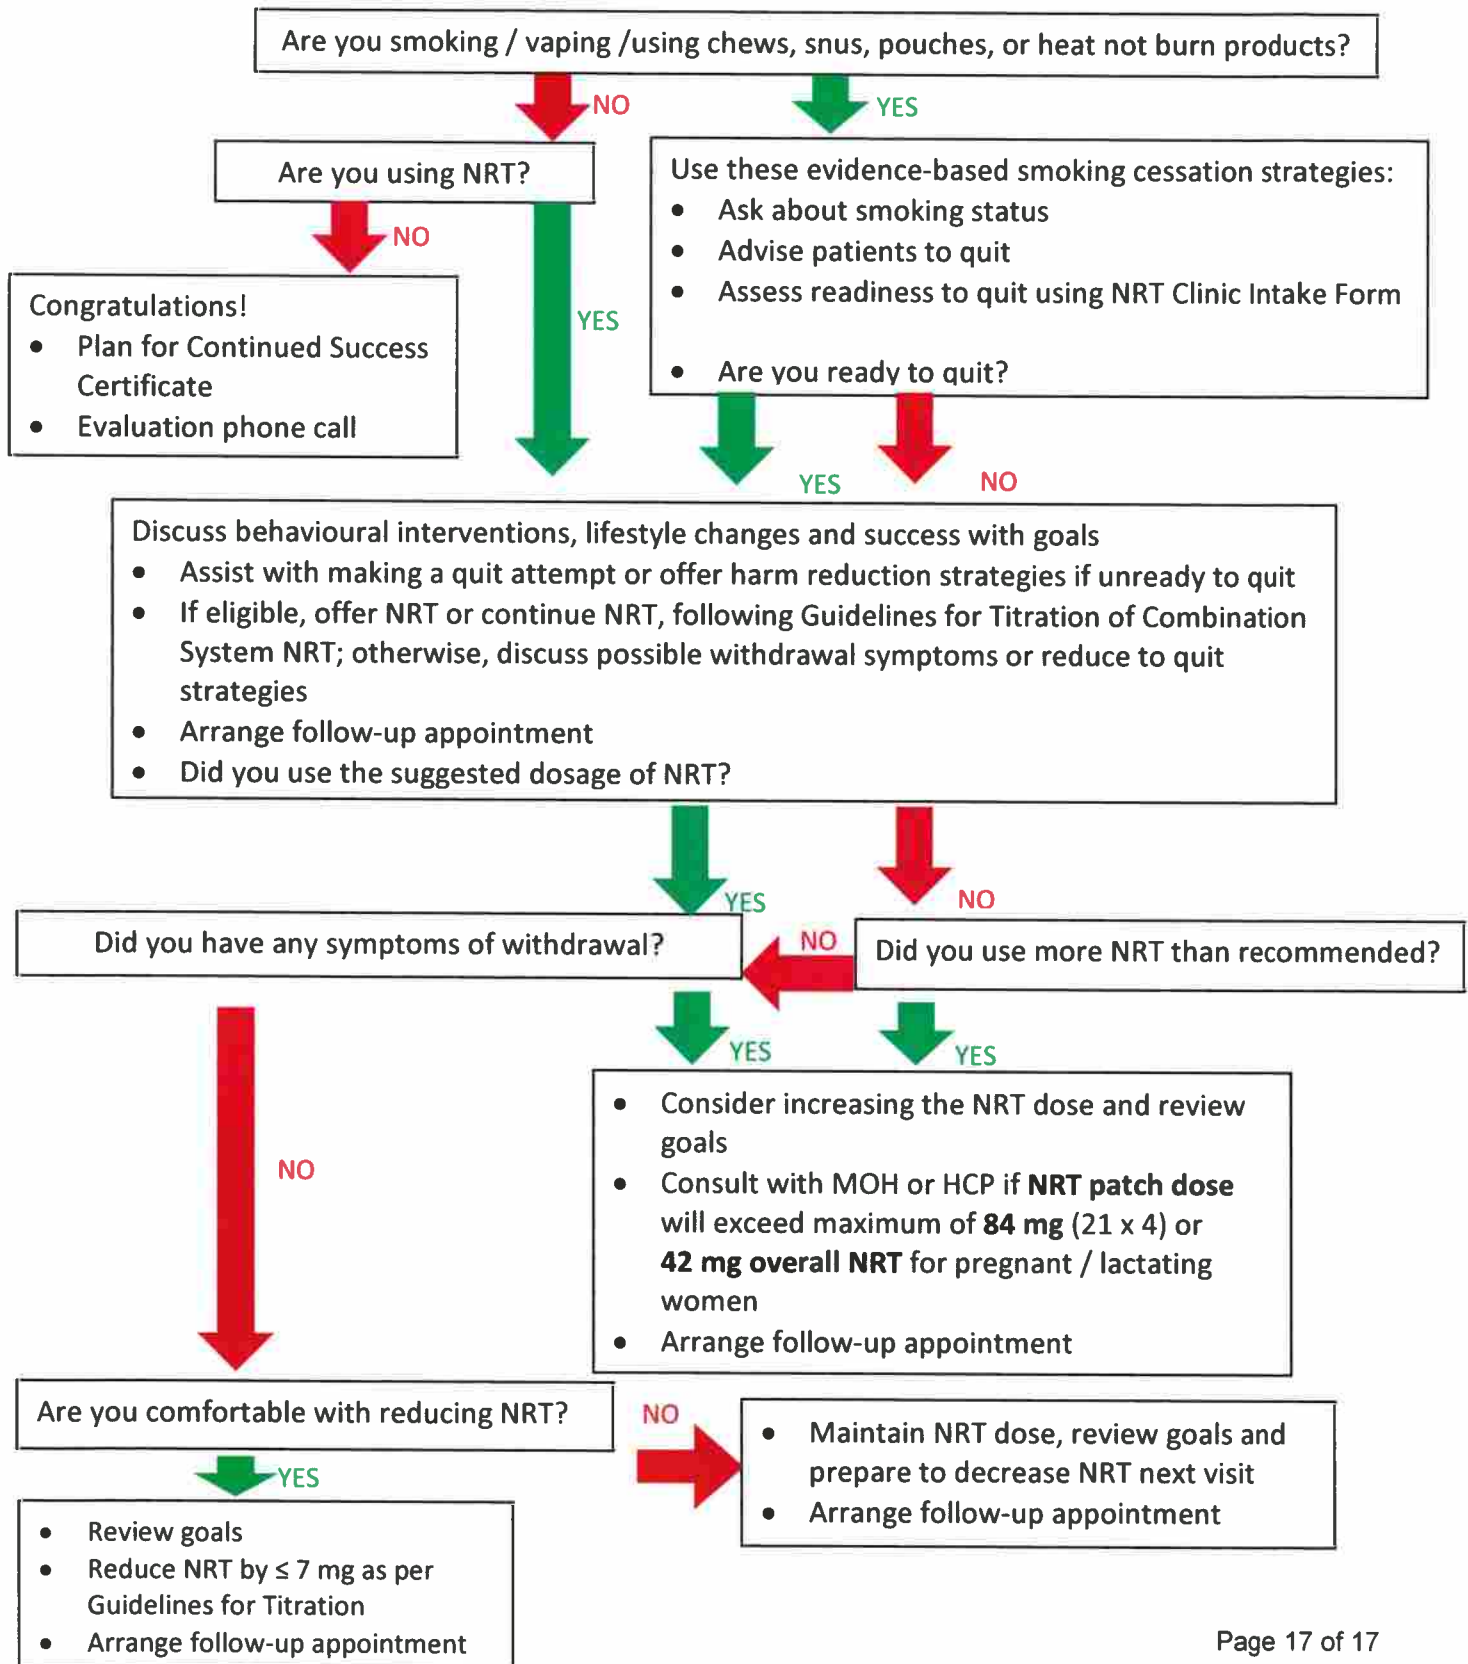 Are you smoking / vaping /using chews, snus, pouches, or heat not burn products?
NO
YES
Are you using NRT?
Use these evidence-based smoking cessation strategies:
• Ask about smoking status
• Advise patients to quit
• Assess readiness to quit using NRT Clinic Intake Form
• Are you ready to quit?
NO
YES
Congratulations!
• Plan for Continued Success
Certificate
• Evaluation phone call
YES
NO
Discuss behavioural interventions, lifestyle changes and success with goals
• Assist with making a quit attempt or offer harm reduction strategies if unready to quit
• If eligible, offer NRT or continue NRT, following Guidelines for Titration of Combination
System NRT; otherwise, discuss possible withdrawal symptoms or reduce to quit
strategies
• Arrange follow-up appointment
• Did you use the suggested dosage of NRT?
YES
NO
Did you have any symptoms of withdrawal?
NO
Did you use more NRT than recommended?
YES
YES
• Consider increasing the NRT dose and review
goals
• Consult with MOH or HCP if NRT patch dose
will exceed maximum of 84 mg (21 x 4) or
42 mg overall NRT for pregnant / lactating
women
• Arrange follow-up appointment
NO
Are you comfortable with reducing NRT?
NO
• Maintain NRT dose, review goals and
prepare to decrease NRT next visit
• Arrange follow-up appointment
YES
• Review goals
• Reduce NRT by ≤ 7 mg as per
Guidelines for Titration
• Arrange follow-up appointment
Page 17 of 17